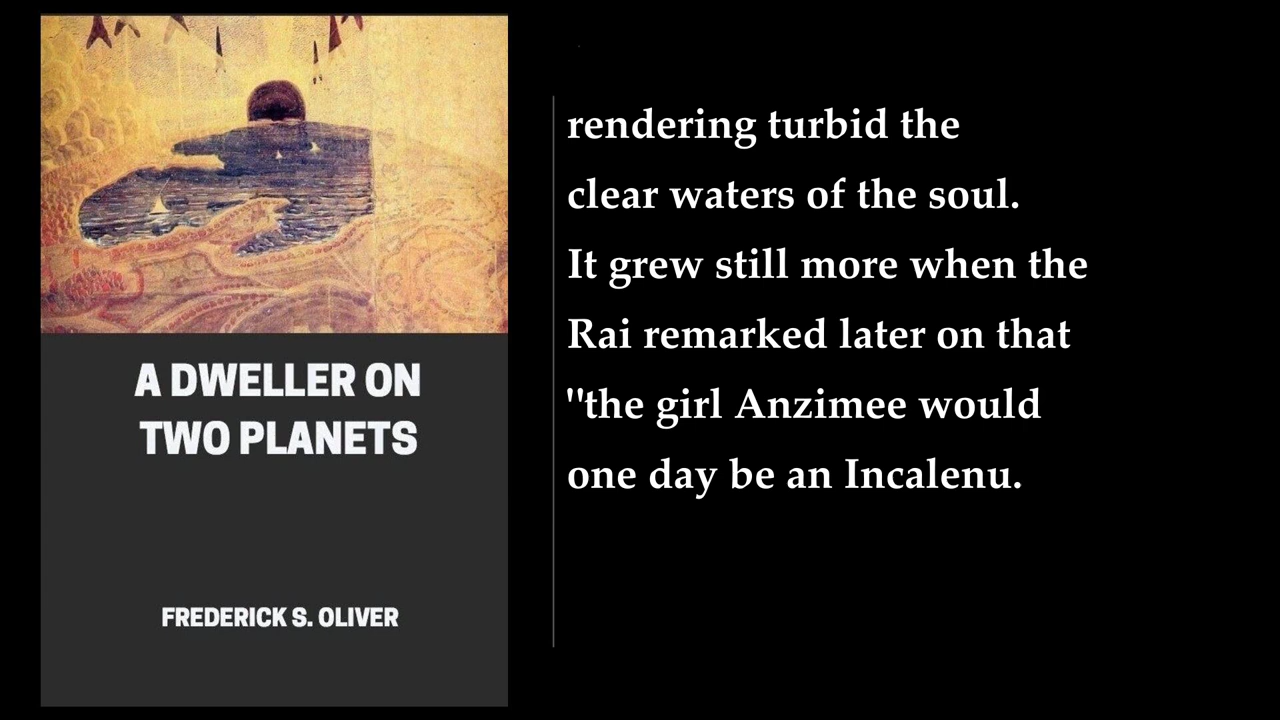 A DWELLER ON
TWO PLANETS
FREDERICK S. OLIVER
rendering turbid the
clear waters of the soul.
It grew still more when the
Rai remarked later on that
"the girl Anzimee would
one day be an Incalenu.